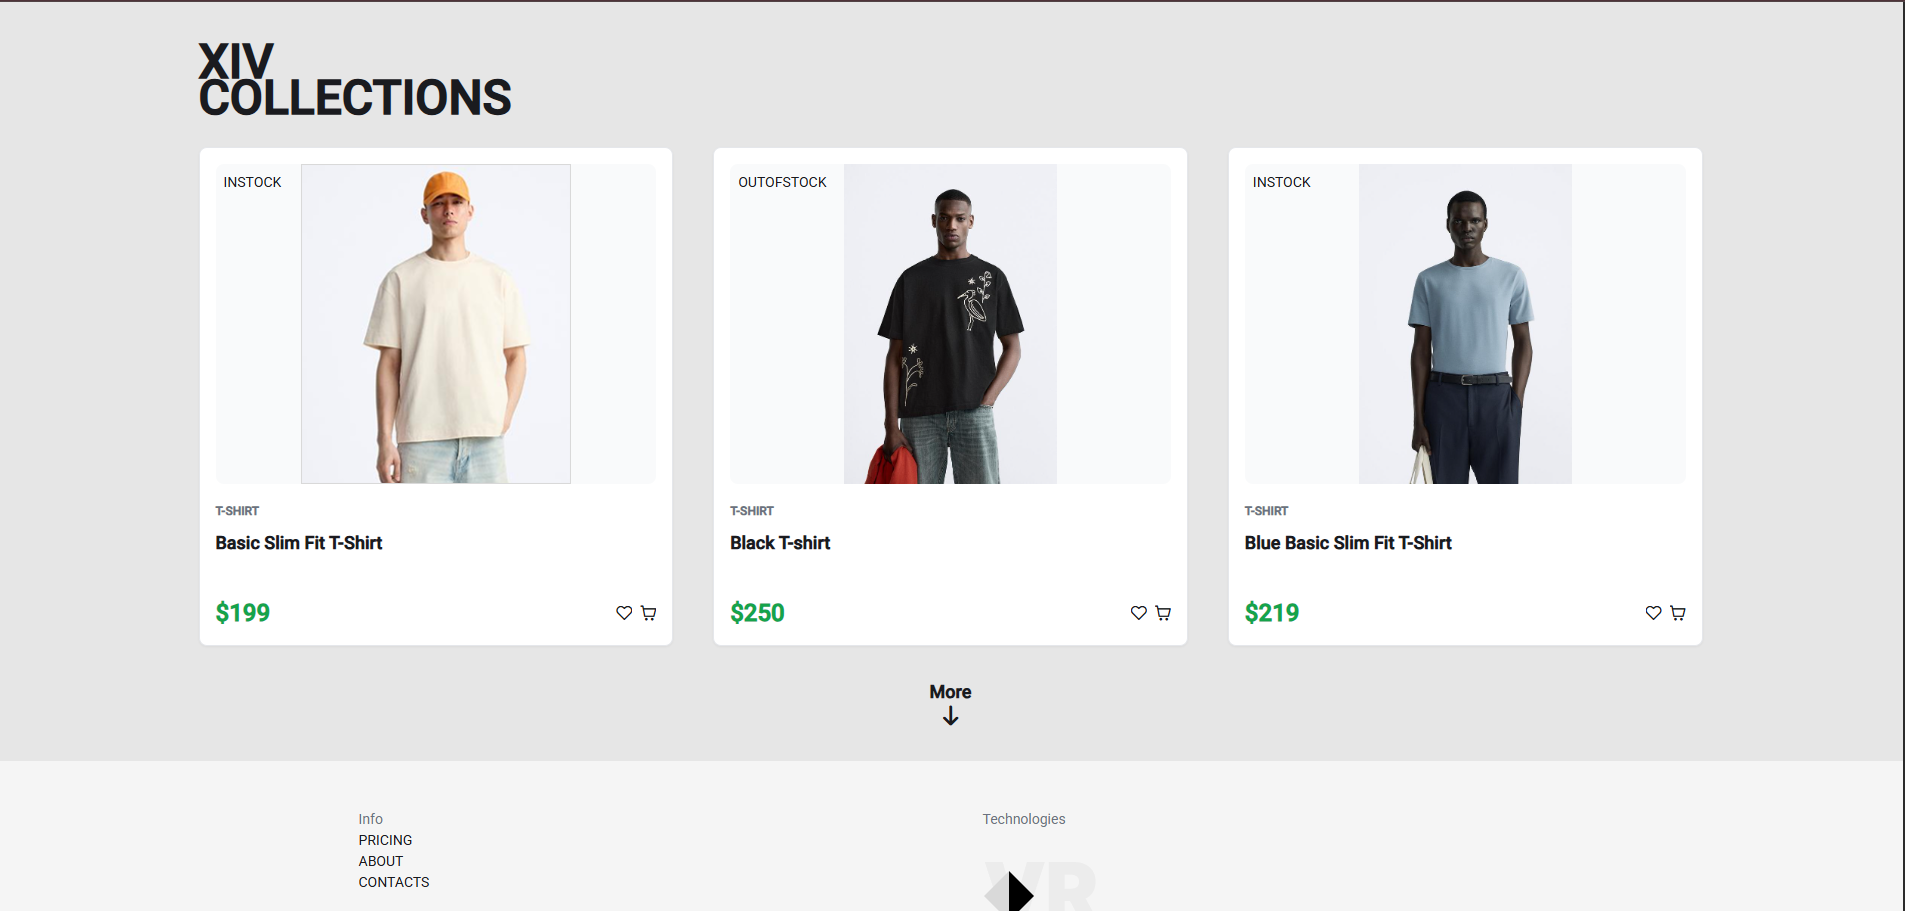 XIV
COLLECTIONS
INSTOCK
T-SHIRT
Basic Slim Fit T-Shirt
$199
OUTOFSTOCK
T-SHIRT
Black T-shirt
$250
INSTOCK
T-SHIRT
Blue Basic Slim Fit T-Shirt
$219
More
Info
PRICING
ABOUT
CONTACTS
Technologies
VR